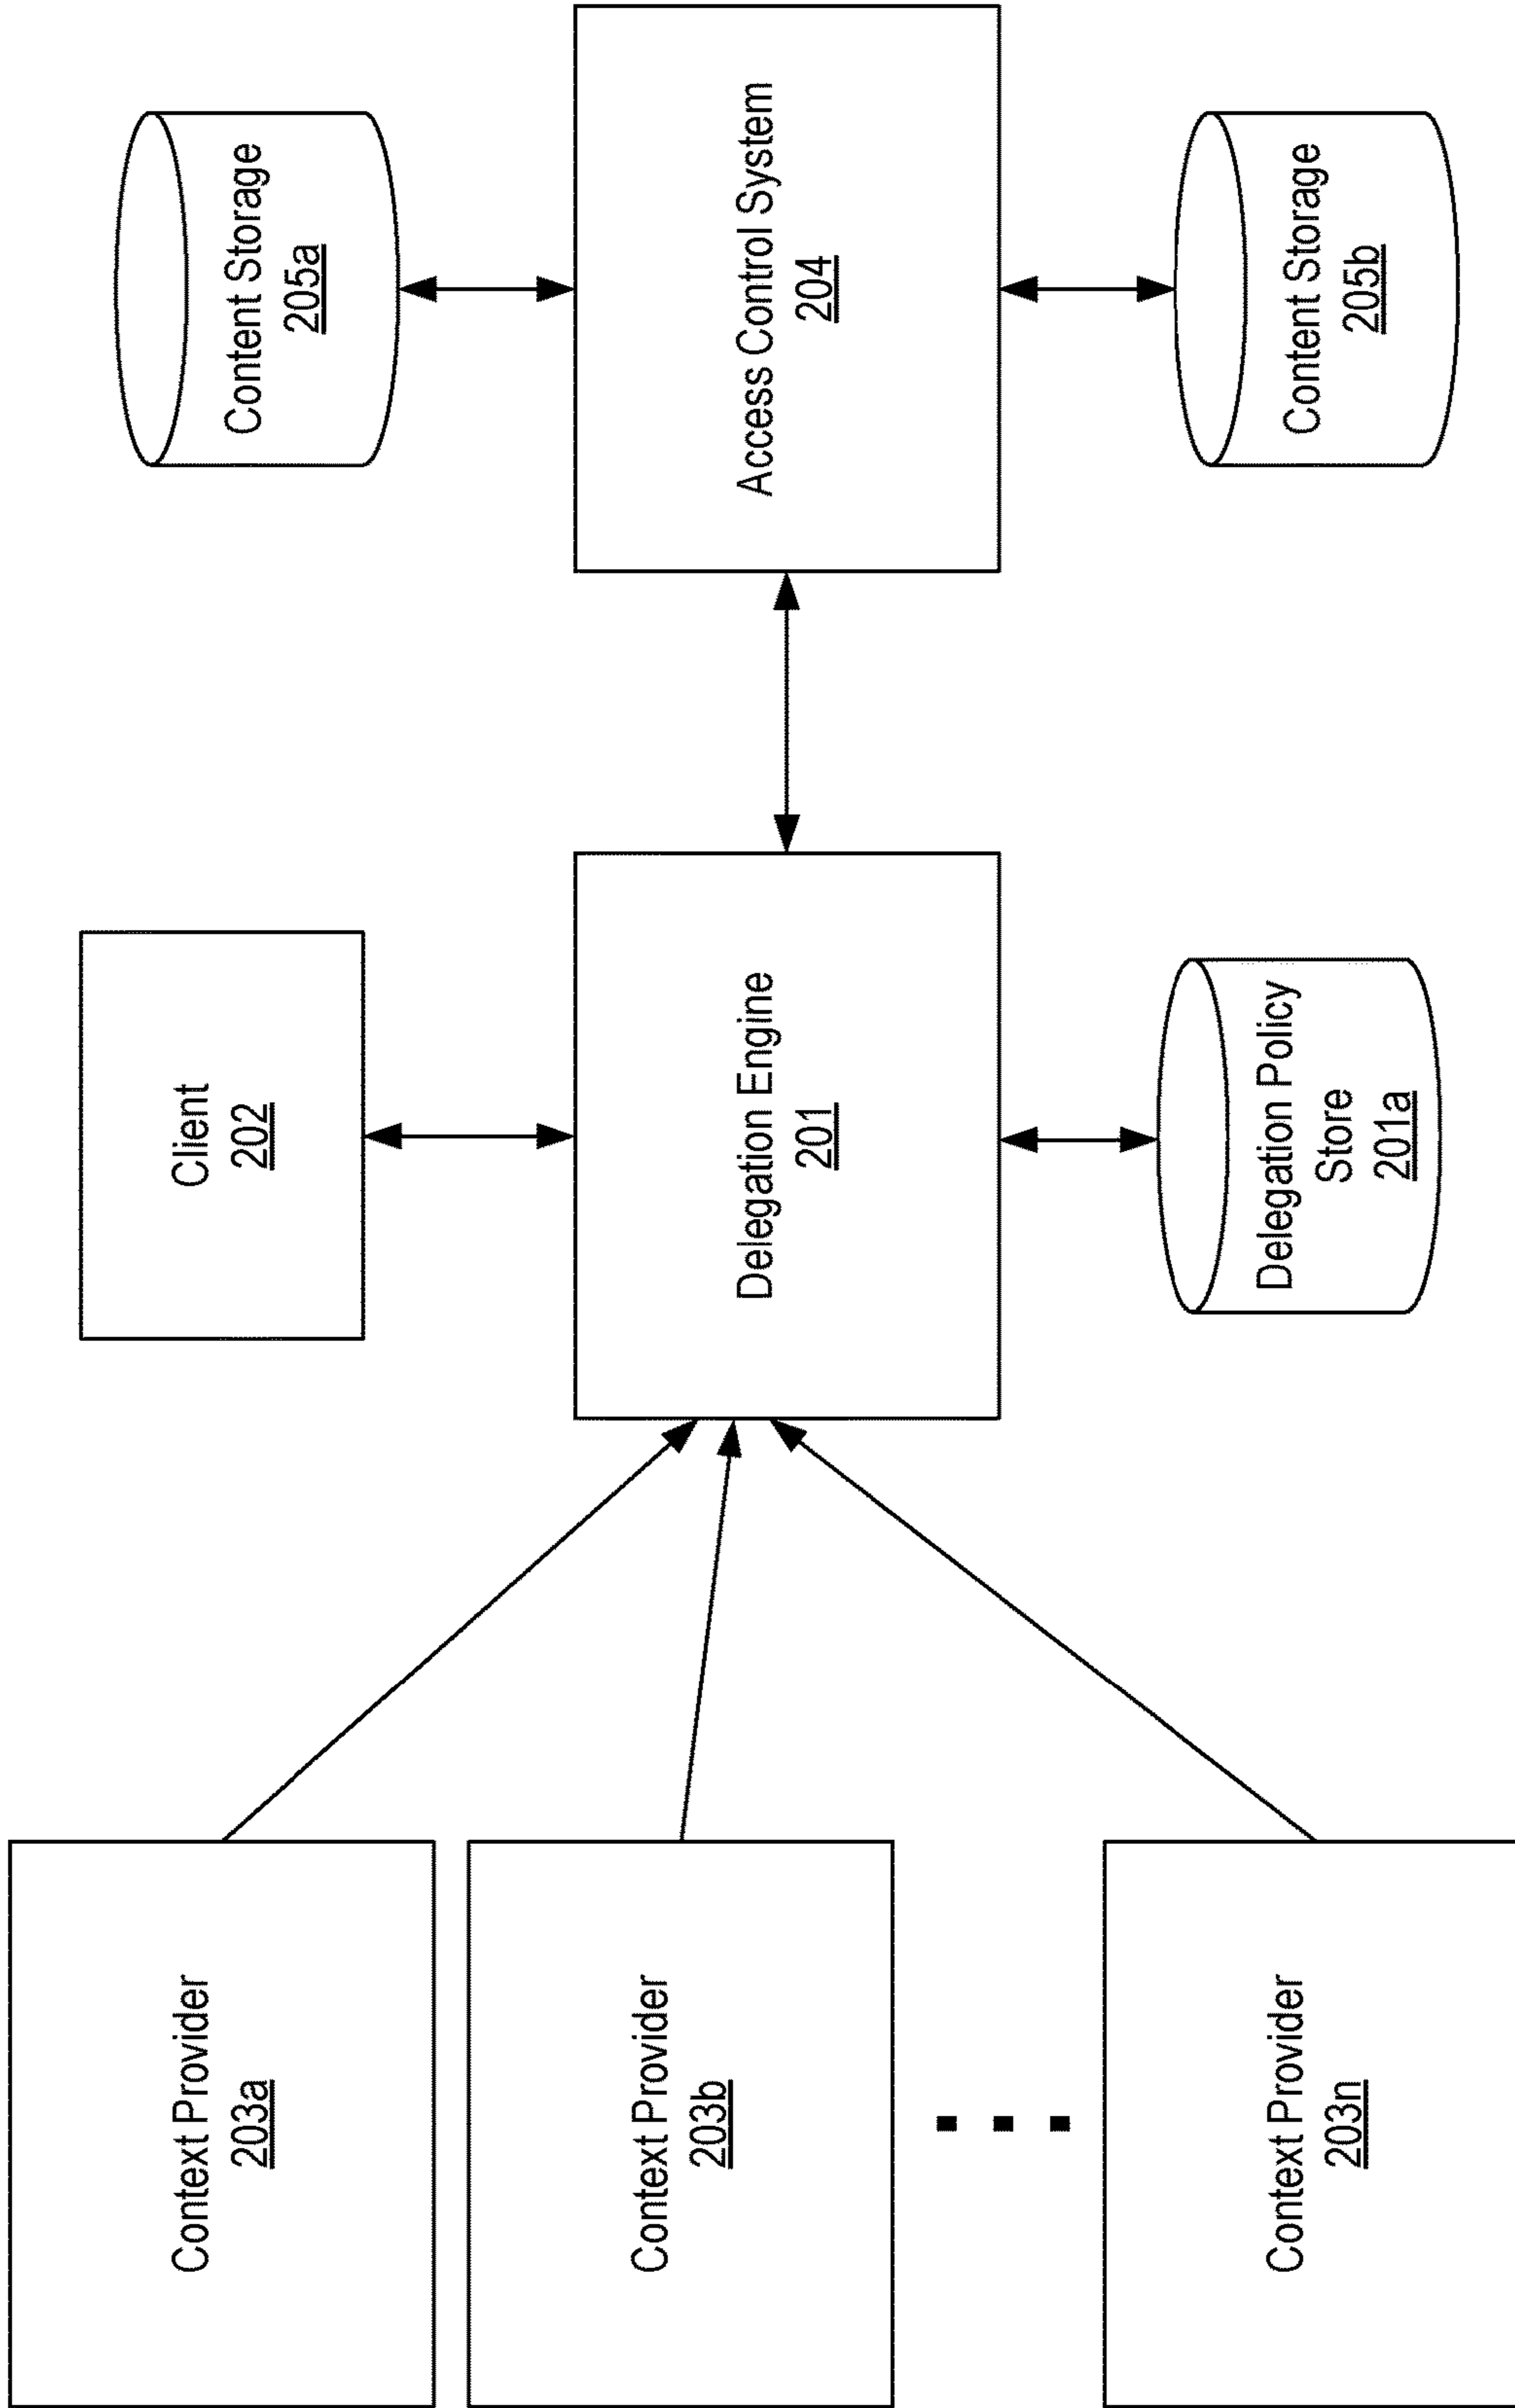 Context Provider
203a
Context Provider
203b
Context Provider
203n
Client
202
Delegation Engine
201
Delegation Policy
Store
201a
Content Storage
205a
Access Control System
204
Content Storage
205b